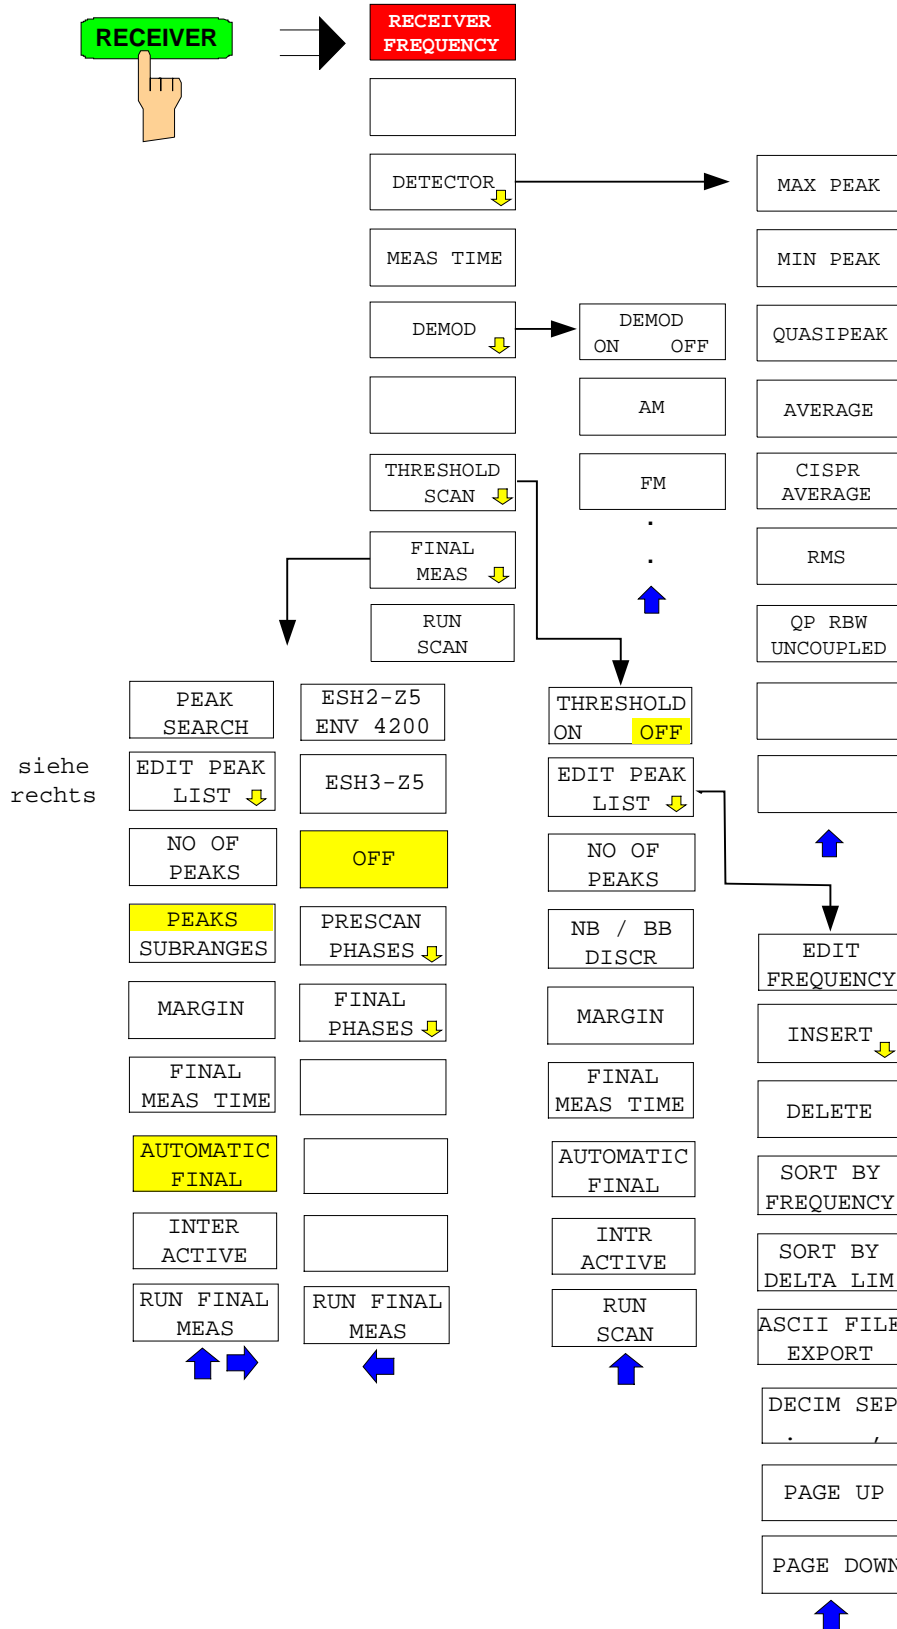 RECEIVER
RECEIVER
FREQUENCY
DETECTOR
MEAS TIME
DEMOD
THRESHOLD
SCAN
FINAL
MEAS
RUN
SCAN
DEMOD
ON OFF
AM
FM
.
.
MAX PEAK
MIN PEAK
QUASIPEAK
AVERAGE
CISPR
AVERAGE
RMS
QP RBW
UNCOUPLED
siehe
rechts
PEAK
SEARCH
EDIT PEAK
LIST
NO OF
PEAKS
PEAKS
SUBRANGES
MARGIN
FINAL
MEAS TIME
AUTOMATIC
FINAL
INTER
ACTIVE
RUN FINAL
MEAS
ESH2-Z5
ENV 4200
ESH3-Z5
OFF
PRESCAN
PHASES
FINAL
PHASES
RUN FINAL
MEAS
THRESHOLD
ON OFF
EDIT PEAK
LIST
NO OF
PEAKS
NB / BB
DISCR
MARGIN
FINAL
MEAS TIME
AUTOMATIC
FINAL
INTR
ACTIVE
RUN
SCAN
EDIT
FREQUENCY
INSERT
DELETE
SORT BY
FREQUENCY
SORT BY
DELTA LIM
ASCII FILE
EXPORT
DECIM SEP
. ,
PAGE UP
PAGE DOWN